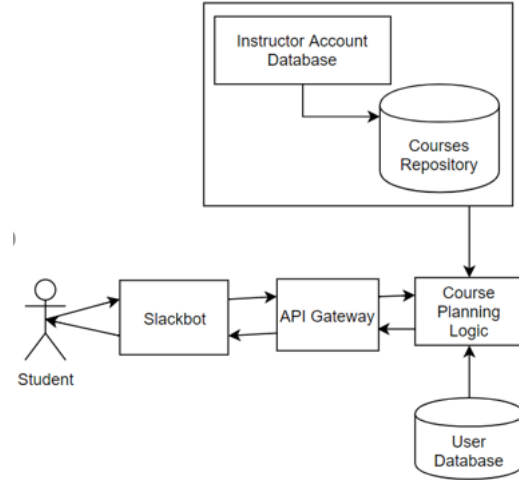 Instructor Account
Database
Courses
Repository
)
Slackbot
API Gateway
Course
Planning
Logic
Student
User
Database